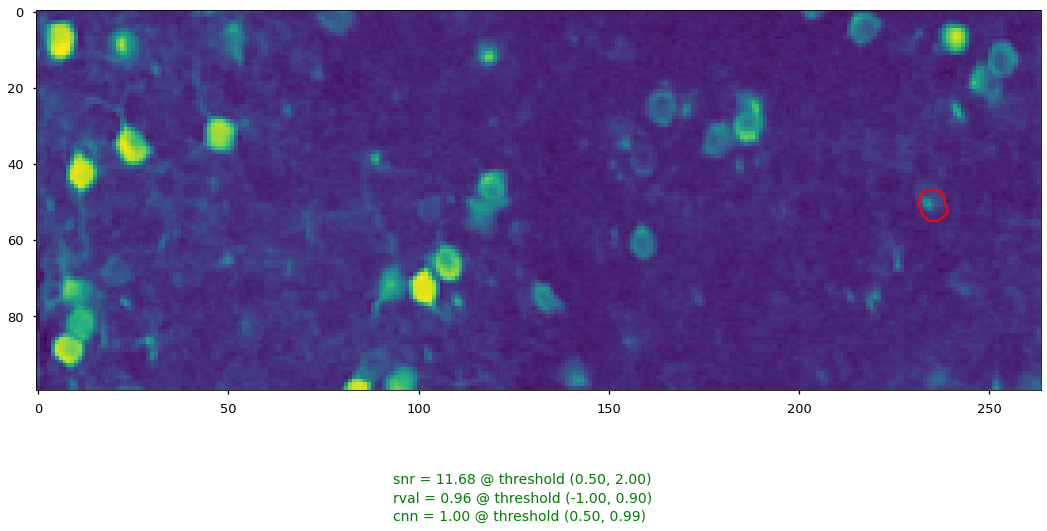 0
20
40
60
80
0 50 100 150 200 250
snr = 11.68 @ threshold (0.50, 2.00)
rval = 0.96 @ threshold (-1.00, 0.90)
cnn = 1.00 @ threshold (0.50, 0.99)